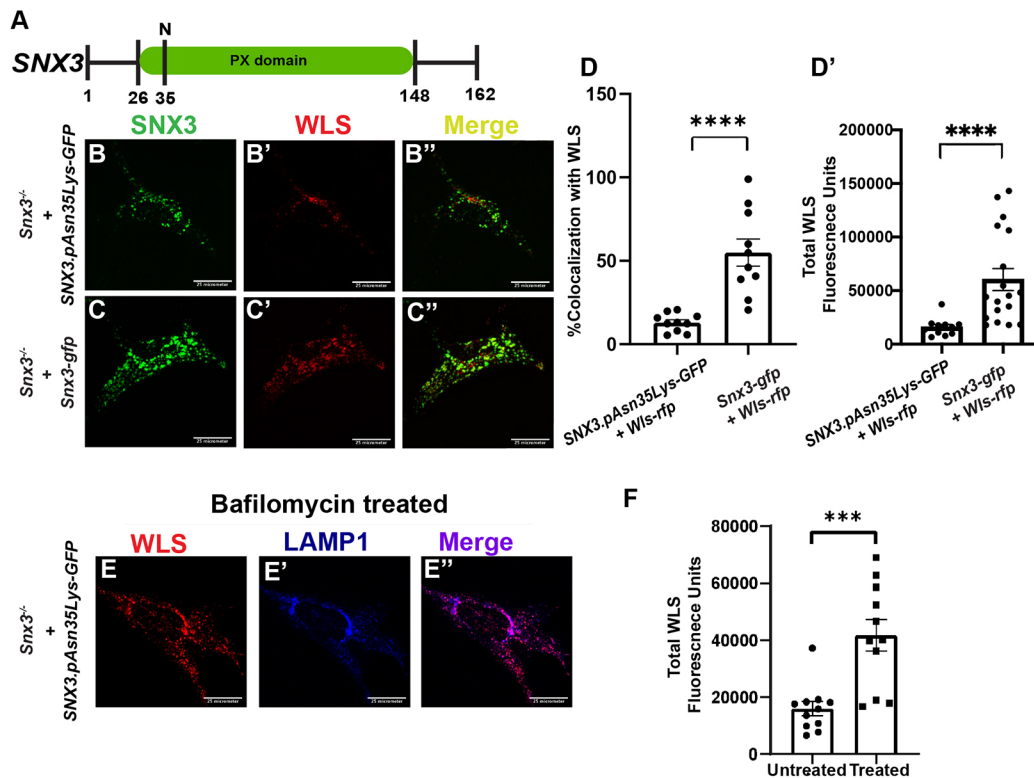 A
N
SNX3
PX domain
1 26 35 148 162
SNX3 WLS Merge
Snx3-/- + SNX3.pAsn35Lys-GFP
B B' B''
25 micrometer 25 micrometer 25 micrometer
Snx3-/- + Snx3-gfp
C C' C''
25 micrometer 25 micrometer 25 micrometer
D
%Colocalization with WLS
150
100
50
0
****
SNX3.pAsn35Lys-GFP
+ Wls-rfp
Snx3-gfp
+ Wls-rfp
D'
Total WLS
Fluorescnece Units
200000
150000
100000
50000
0
****
SNX3.pAsn35Lys-GFP
+ Wls-rfp
Snx3-gfp
+ Wls-rfp
Bafilomycin treated
WLS LAMP1 Merge
Snx3-/- + SNX3.pAsn35Lys-GFP
E E' E''
25 micrometer 25 micrometer 25 micrometer
F
Total WLS
Fluorescnece Units
80000
60000
40000
20000
0
***
Untreated Treated